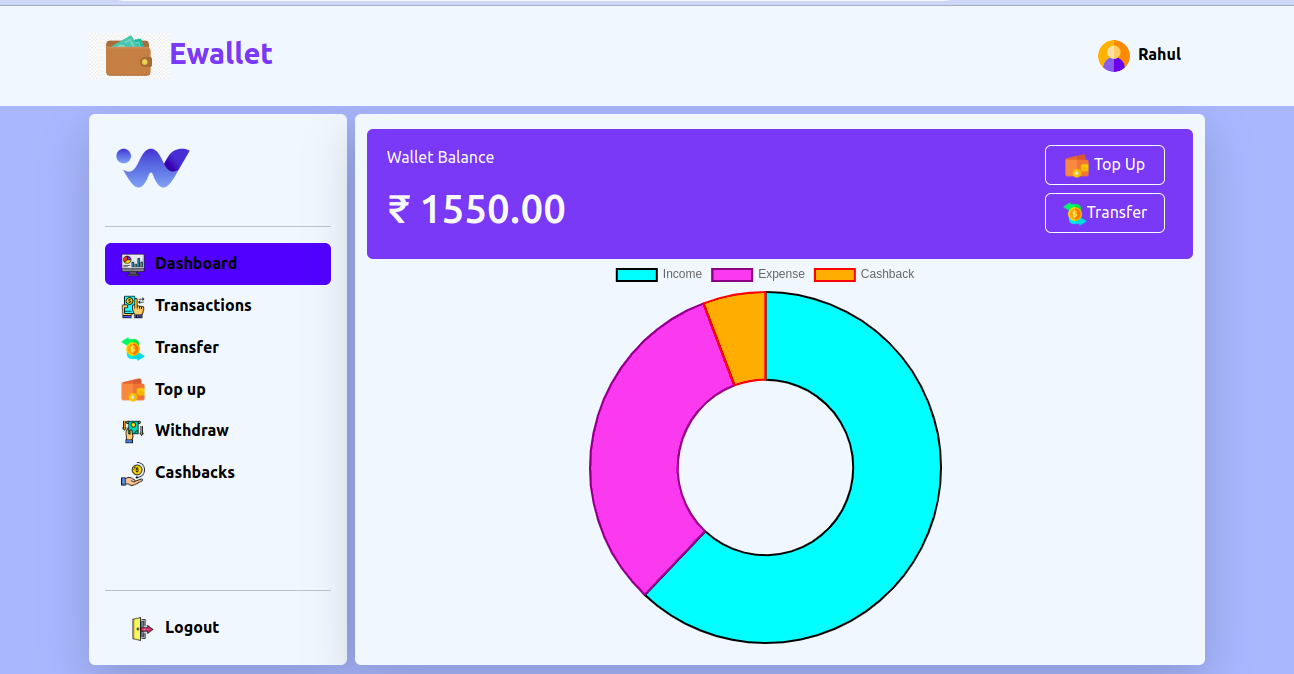 Ewallet
Rahul
Wallet Balance
₹ 1550.00
Top Up
Transfer
Dashboard
Transactions
Transfer
Top up
Withdraw
Cashbacks
Logout
Income Expense Cashback